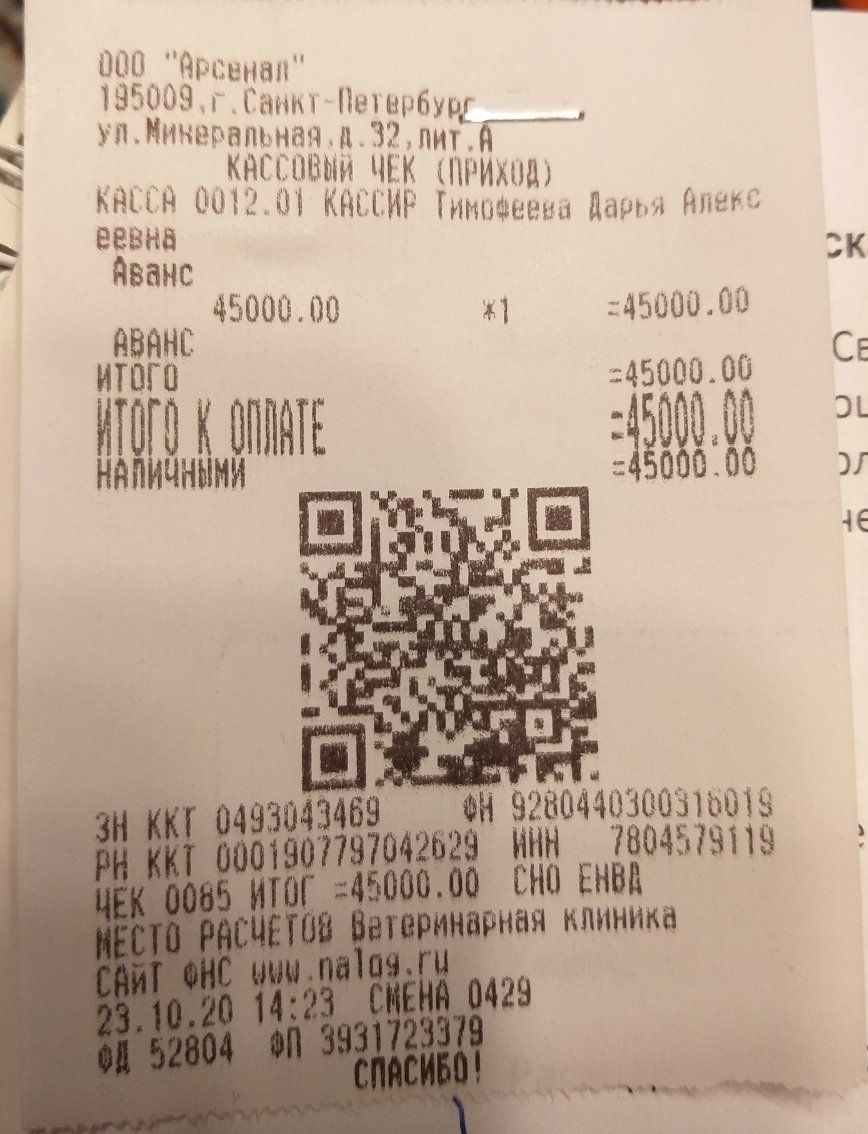 ООО "Арсенал"
195009,г.Санкт-Петербург
ул.Минеральная,д.32,лит.А
КАССОВЫЙ ЧЕК (ПРИХОД)
КАССА 0012.01 КАССИР Тимофеева Дарья Алекс
еевна
Аванс
45000.00 *1 =45000.00
АВАНС
ИТОГО =45000.00
ИТОГО К ОПЛАТЕ =45000.00
НАЛИЧНЫМИ =45000.00
ЗН ККТ 0493043469 ФН 9280440300316019
РН ККТ 0001907797042629 ИНН 7804579119
ЧЕК 0085 ИТОГ =45000.00 СНО ЕНВД
МЕСТО РАСЧЕТОВ Ветеринарная клиника
САЙТ ФНС www.nalog.ru
23.10.20 14:23 СМЕНА 0429
ФД 52804 ФП 3931723379
СПАСИБО!